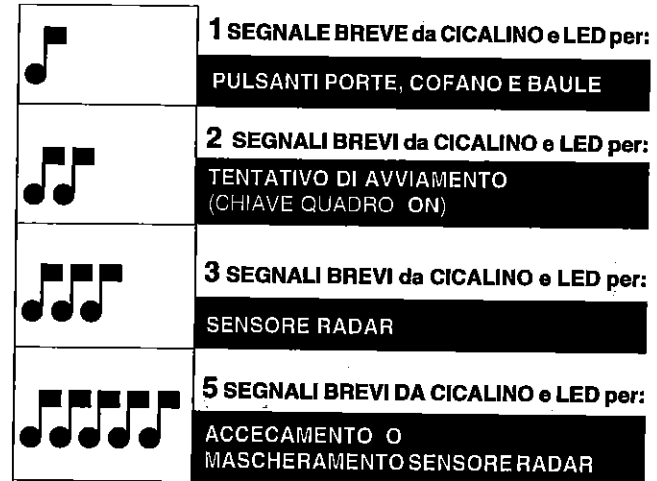 1 SEGNALE BREVE da CICALINO e LED per:
PULSANTI PORTE, COFANO E BAULE
2 SEGNALI BREVI da CICALINO e LED per:
TENTATIVO DI AVVIAMENTO
(CHIAVE QUADRO ON)
3 SEGNALI BREVI da CICALINO e LED per:
SENSORE RADAR
5 SEGNALI BREVI DA CICALINO e LED per:
ACCECAMENTO O
MASCHERAMENTO SENSORE RADAR